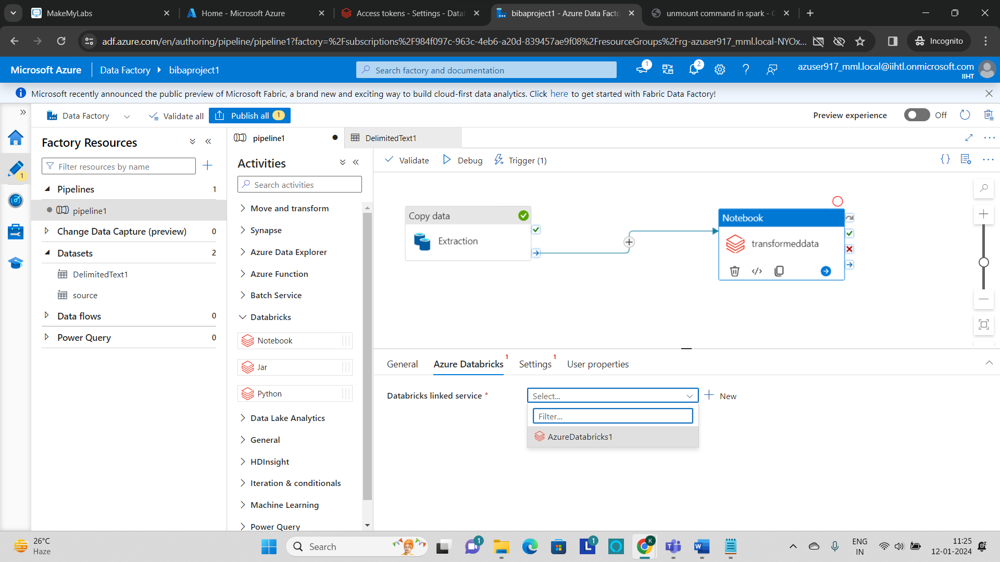 MakeMyLabs
Home - Microsoft Azure
Access tokens - Settings - Data
bibaproject1 - Azure Data Facto
unmount command in spark -
adf.azure.com/en/authoring/pipeline/pipeline1?factory=%2Fsubscriptions%2F984f097c-963c-4eb6-a20d-839457ae9f08%2FresourceGroups%2Frg-azuser917_mml.local-NYOx...
Incognito
Microsoft Azure
Data Factory
bibaproject1
Search factory and documentation
1
2
azuser917_mml.local@iihtl.onmicrosoft.com
IIHT
Microsoft recently announced the public preview of Microsoft Fabric, a brand new and exciting way to build cloud-first data analytics. Click here to get started with Fabric Data Factory!
Data Factory
Validate all
Publish all 1
Preview experience
Off
1
Factory Resources
Filter resources by name
Pipelines 1
pipeline1
Change Data Capture (preview) 0
Datasets 2
DelimitedText1
source
Data flows 0
Power Query 0
pipeline1
DelimitedText1
Activities
Search activities
Move and transform
Synapse
Azure Data Explorer
Azure Function
Batch Service
Databricks
Notebook
Jar
Python
Data Lake Analytics
General
HDInsight
Iteration & conditionals
Machine Learning
Power Query
Validate
Debug
Trigger (1)
Copy data
Extraction
Notebook
transformeddata
General
Azure Databricks 1
Settings 1
User properties
Databricks linked service *
Select...
New
Filter...
AzureDatabricks1
26°C
Haze
Search
1
1
K
ENG
IN
11:25
12-01-2024